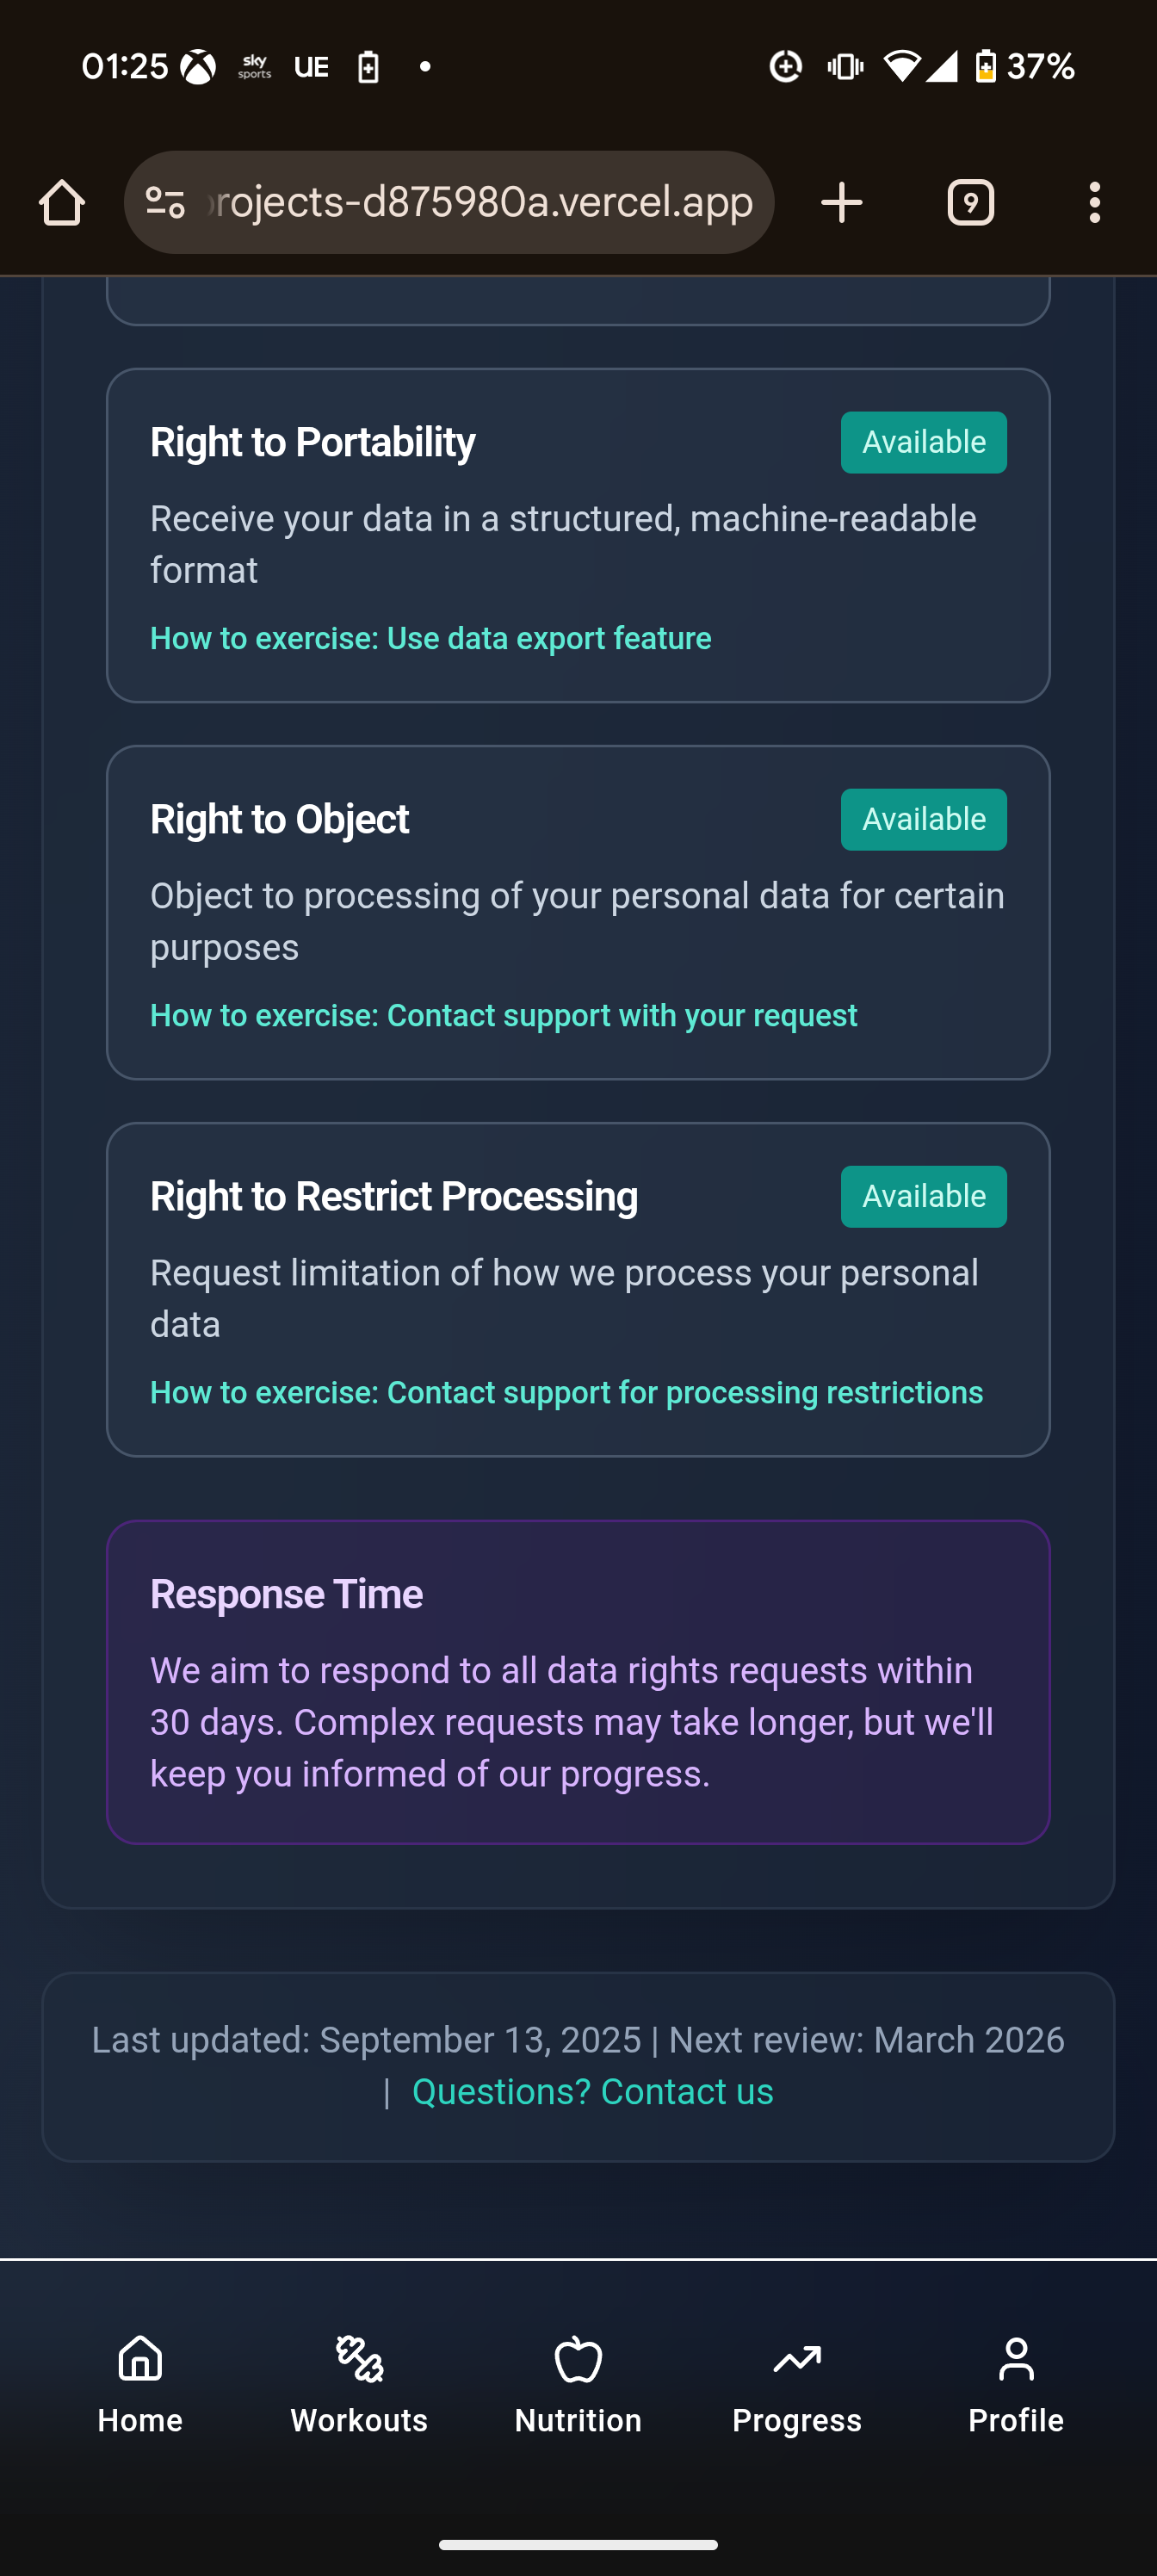 01:25 sky sports UE 37%
rojects-d875980a.vercel.app 9
Right to Portability Available
Receive your data in a structured, machine-readable
format
How to exercise: Use data export feature
Right to Object Available
Object to processing of your personal data for certain
purposes
How to exercise: Contact support with your request
Right to Restrict Processing Available
Request limitation of how we process your personal
data
How to exercise: Contact support for processing restrictions
Response Time
We aim to respond to all data rights requests within
30 days. Complex requests may take longer, but we'll
keep you informed of our progress.
Last updated: September 13, 2025 | Next review: March 2026
| Questions? Contact us
Home Workouts Nutrition Progress Profile